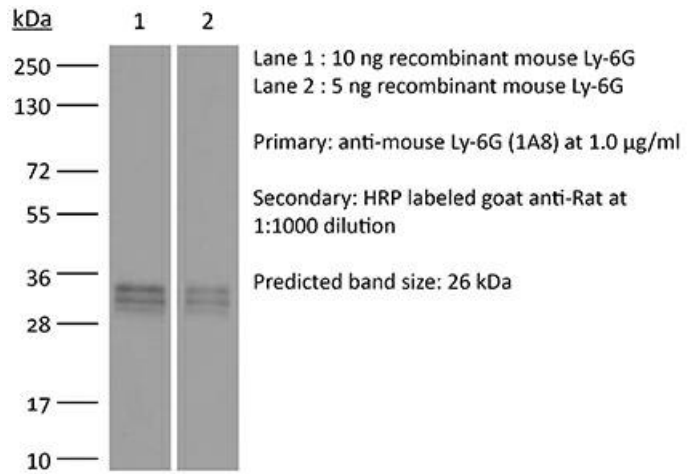 kDa
1 2
250
130
72
55
36
28
17
10
Lane 1 : 10 ng recombinant mouse Ly-6G
Lane 2 : 5 ng recombinant mouse Ly-6G
Primary: anti-mouse Ly-6G (1A8) at 1.0 µg/ml
Secondary: HRP labeled goat anti-Rat at
1:1000 dilution
Predicted band size: 26 kDa